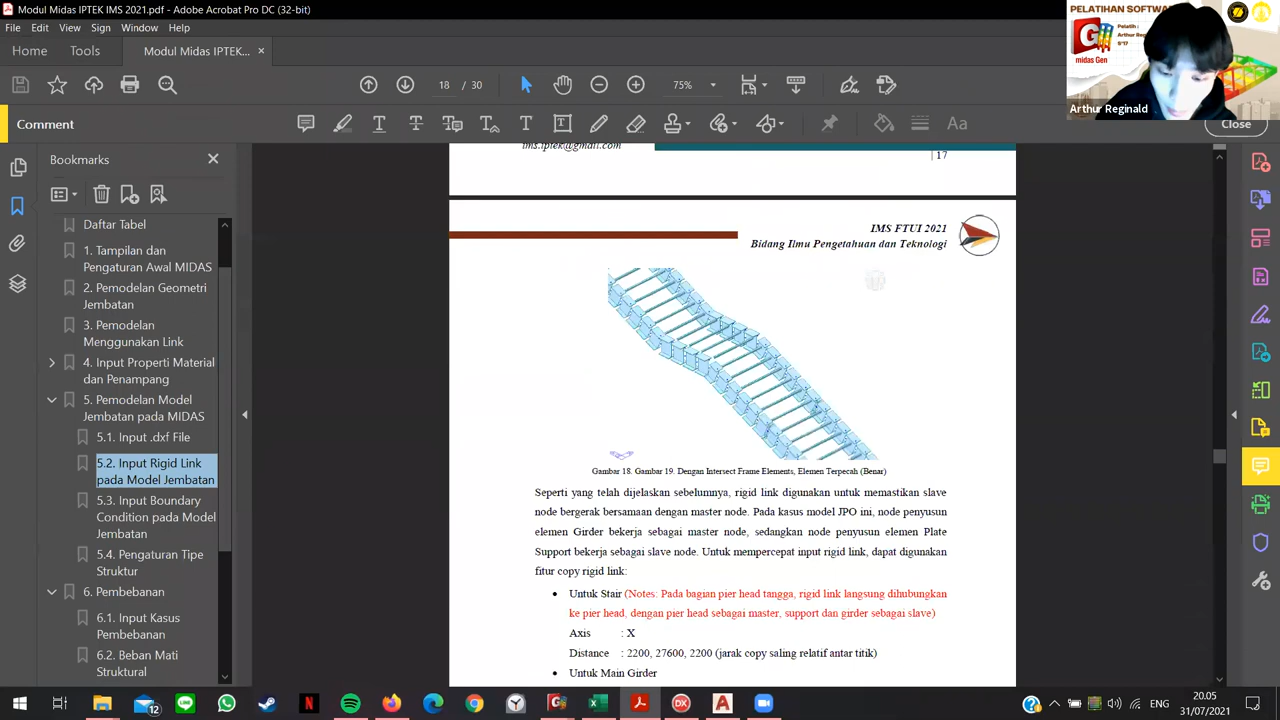 Modul Midas IPTEK IMS 2021.pdf - Adobe Acrobat Pro DC (32-bit)
File Edit View Sign Window Help
Home Tools Modul Midas IPTEK... ×
18 / 30 75%
Comment Close
Bookmarks
Daftar Tabel
1. Tampilan dan
Pengaturan Awal MIDAS
2. Pemodelan Geometri
Jembatan
3. Pemodelan
Menggunakan Link
4. Input Property Material
dan Penampang
5. Pemodelan Model
Jembatan pada MIDAS
5.1. Input .dxf File
5.2. Input Rigid Link
pada Model Jembatan
5.3. Input Boundary
Condition pada Model
Jembatan
5.4. Pengaturan Tipe
Struktur
6. Pembebanan
6.1. Input Kasus
Pembebanan
6.2. Beban Mati
Struktural
ims.iptek@gmail.com
| 17
IMS FTUI 2021
Bidang Ilmu Pengetahuan dan Teknologi
Gambar 18. Gambar 19. Dengan Intersect Frame Elements, Elemen Terpecah (Benar)
Seperti yang telah dijelaskan sebelumnya, rigid link digunakan untuk memastikan slave
node bergerak bersamaan dengan master node. Pada kasus model JPO ini, node penyusun
elemen Girder bekerja sebagai master node, sedangkan node penyusun elemen Plate
Support bekerja sebagai slave node. Untuk mempercepat input rigid link, dapat digunakan
fitur copy rigid link:
• Untuk Stair (Notes: Pada bagian pier head tangga, rigid link langsung dihubungkan
ke pier head, dengan pier head sebagai master, support dan girder sebagai slave)
Axis : X
Distance : 2200, 27600, 2200 (jarak copy saling relatif antar titik)
• Untuk Main Girder
PELATIHAN SOFTWA
Pelatih :
Arthur Reg
S'17
midas Gen
Arthur Reginald
12
ENG
20.05
31/07/2021